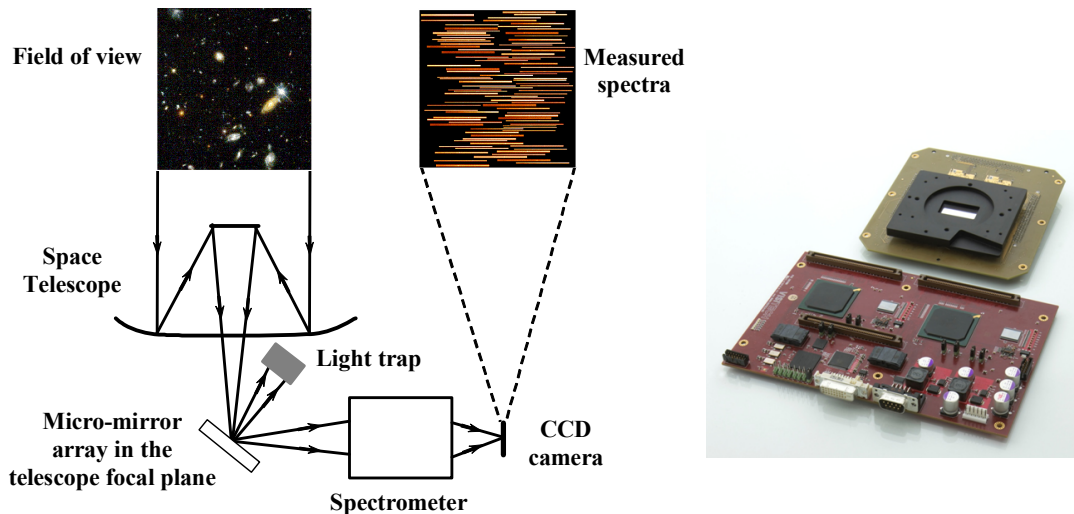 Field of view
Measured
spectra
Space
Telescope
Light trap
Micro-mirror
array in the
telescope focal plane
CCD
camera
Spectrometer